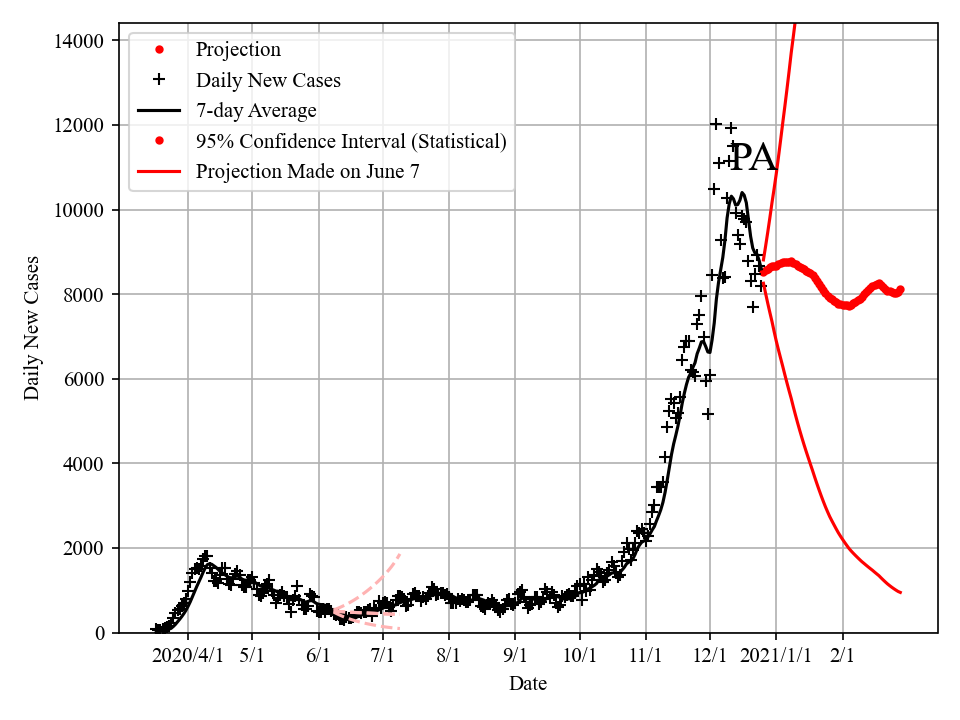 14000
12000
10000
8000
6000
4000
2000
0
Daily New Cases
Projection
Daily New Cases
7-day Average
95% Confidence Interval (Statistical)
Projection Made on June 7
PA
2020/4/1 5/1 6/1 7/1 8/1 9/1 10/1 11/1 12/1 2021/1/1 2/1
Date